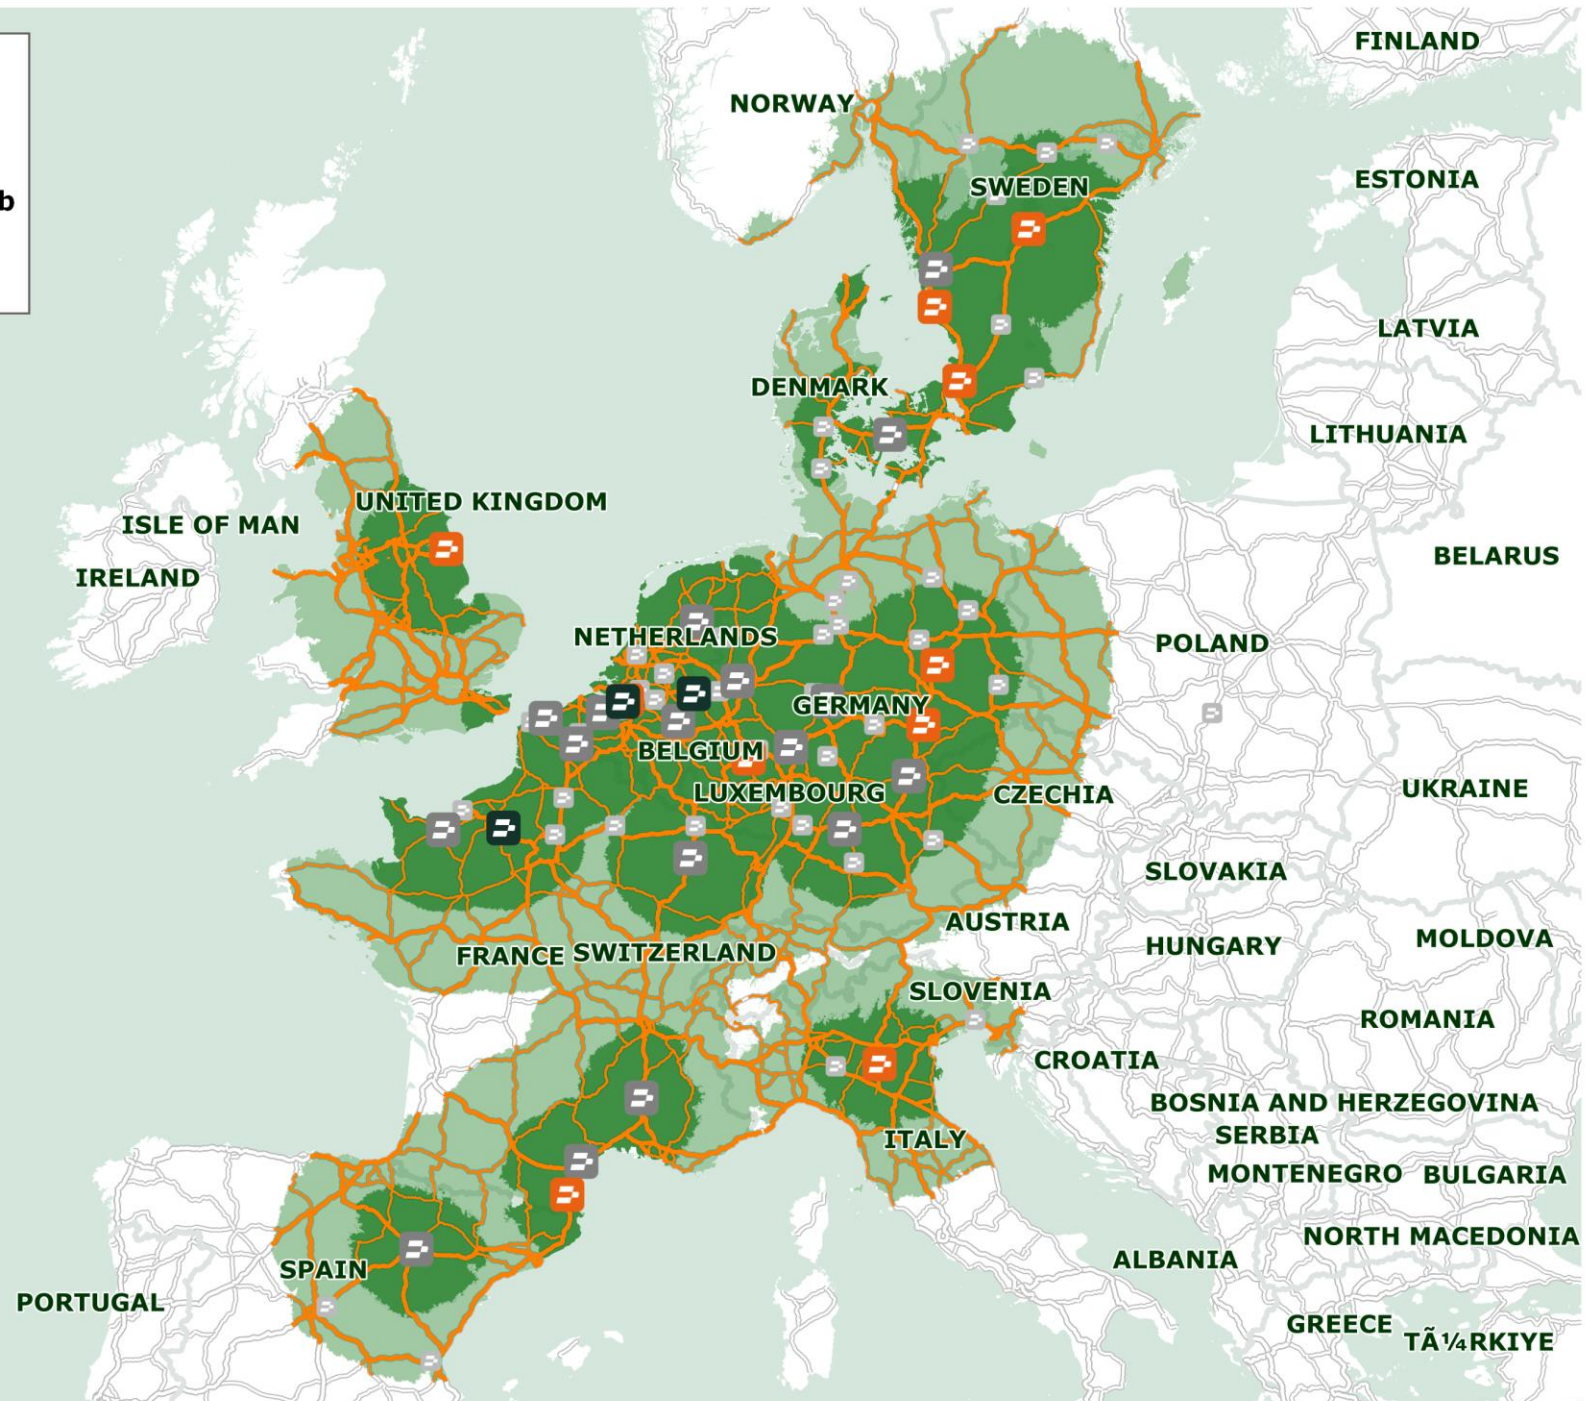 FINLAND
NORWAY
b
ESTONIA
SWEDEN
LATVIA
DENMARK
LITHUANIA
UNITED KINGDOM
ISLE OF MAN
BELARUS
IRELAND
NETHERLANDS
POLAND
GERMANY
BELGIUM
LUXEMBOURG
CZECHIA
UKRAINE
SLOVAKIA
AUSTRIA
MOLDOVA
HUNGARY
FRANCE
SWITZERLAND
SLOVENIA
ROMANIA
CROATIA
BOSNIA AND HERZEGOVINA
SERBIA
ITALY
MONTENEGRO
BULGARIA
NORTH MACEDONIA
ALBANIA
SPAIN
PORTUGAL
GREECE
TÃ¼RKIYE